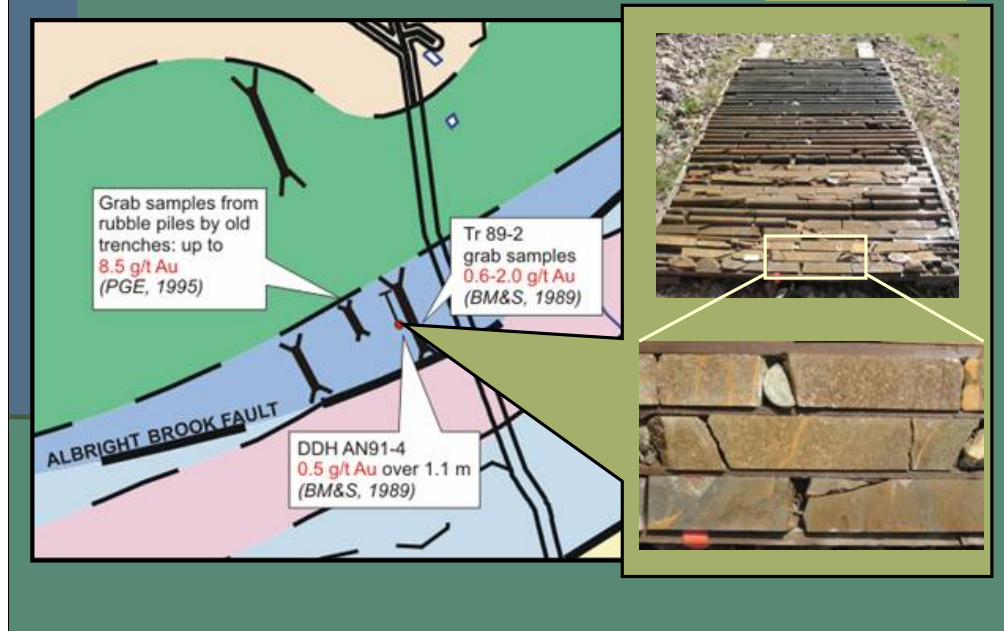 Grab samples from
rubble piles by old
trenches: up to
8.5 g/t Au
(PGE, 1995)
Tr 89-2
grab samples
0.6-2.0 g/t Au
(BM&S, 1989)
ALBRIGHT BROOK FAULT
DDH AN91-4
0.5 g/t Au over 1.1 m
(BM&S, 1989)